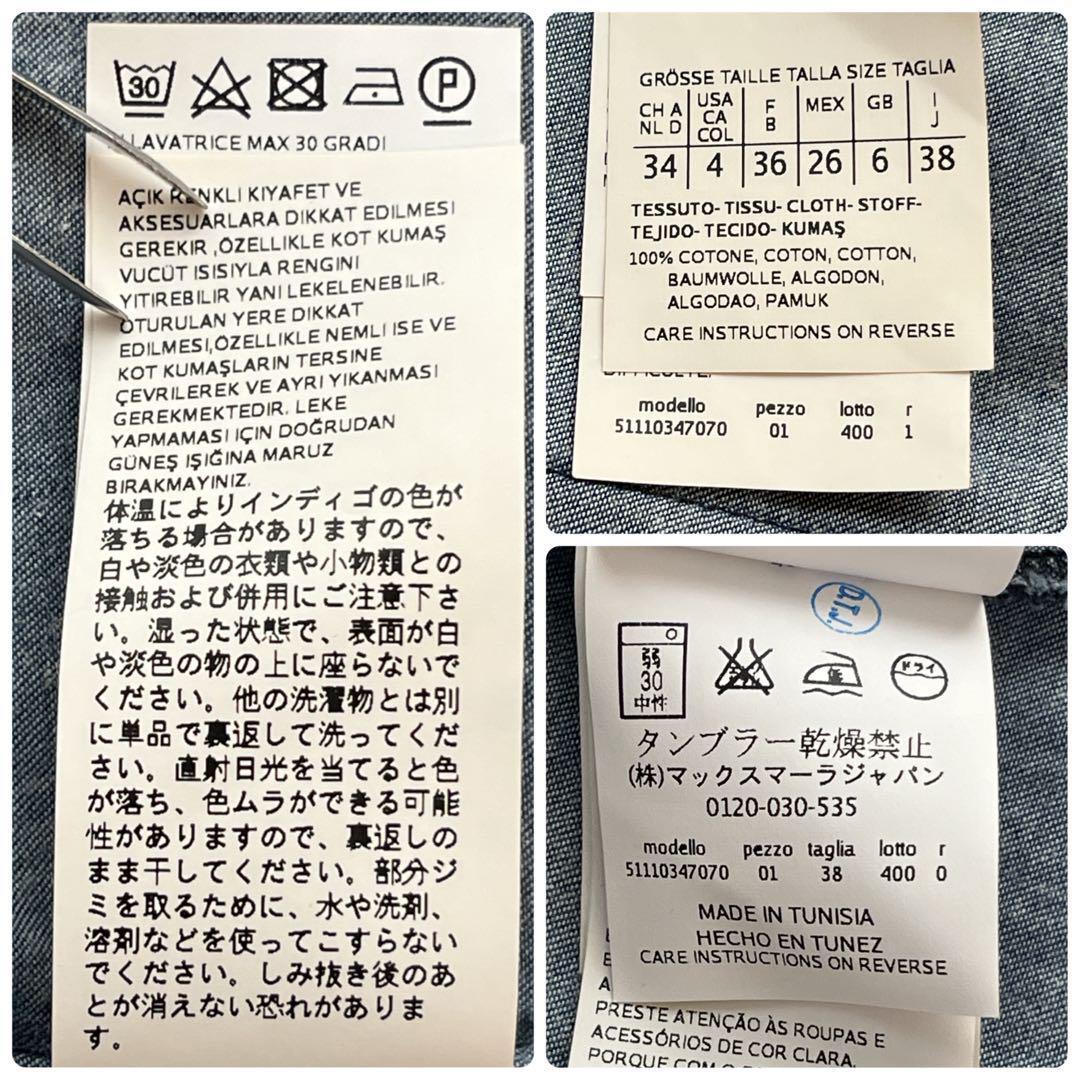 30
P
LAVATRICE MAX 30 GRADI
AÇIK RENKLI KIYAFET VE
AKSESUARLARA DIKKAT EDILMESI
GEREKIR ,ÖZELLIKLE KOT KUMAŞ
VUCÜT ISISIYLA RENGINI
YITIREBILIR YANI LEKELENEBILIR.
OTURULAN YERE DIKKAT
EDILMESI,ÖZELLIKLE NEMLI ISE VE
KOT KUMAŞLARIN TERSINE
ÇEVRILEREK VE AYRI YIKANMASI
GEREKMEKTEDIR. LEKE
YAPMAMASI IÇIN DOĞRUDAN
GÜNEŞ IŞIĞINA MARUZ
BIRAKMAYINIZ.
体温によりインディゴの色が
落ちる場合がありますので、
白や淡色の衣類や小物類との
接触および併用にご注意下さ
い。湿った状態で、表面が白
や淡色の物の上に座らないで
ください。他の洗濯物とは別
に単品で裏返して洗ってくだ
さい。直射日光を当てると色
が落ち、色ムラができる可能
性がありますので、裏返しの
まま干してください。部分ジ
ミを取るために、水や洗剤、
溶剤などを使ってこすらない
でください。しみ抜き後のあ
とが消えない恐れがありま
す。
GRÖSSE TAILLE TALLA SIZE TAGLIA
CH A NL D USA CA COL F B MEX GB I J
34 4 36 26 6 38
TESSUTO- TISSU- CLOTH- STOFF-
TEJIDO- TECIDO- KUMAŞ
100% COTONE, COTON, COTTON,
BAUMWOLLE, ALGODON,
ALGODAO, PAMUK
CARE INSTRUCTIONS ON REVERSE
modello pezzo lotto r
51110347070 01 400 1
Q.T.W.
弱
30
中性
低
ドライ
タンブラー乾燥禁止
(株)マックスマーラジャパン
0120-030-535
modello pezzo taglia lotto r
51110347070 01 38 400 0
MADE IN TUNISIA
HECHO EN TUNEZ
CARE INSTRUCTIONS ON REVERSE
PRESTE ATENÇÃO ÀS ROUPAS E
ACESSÓRIOS DE COR CLARA,
PORQUE COM O